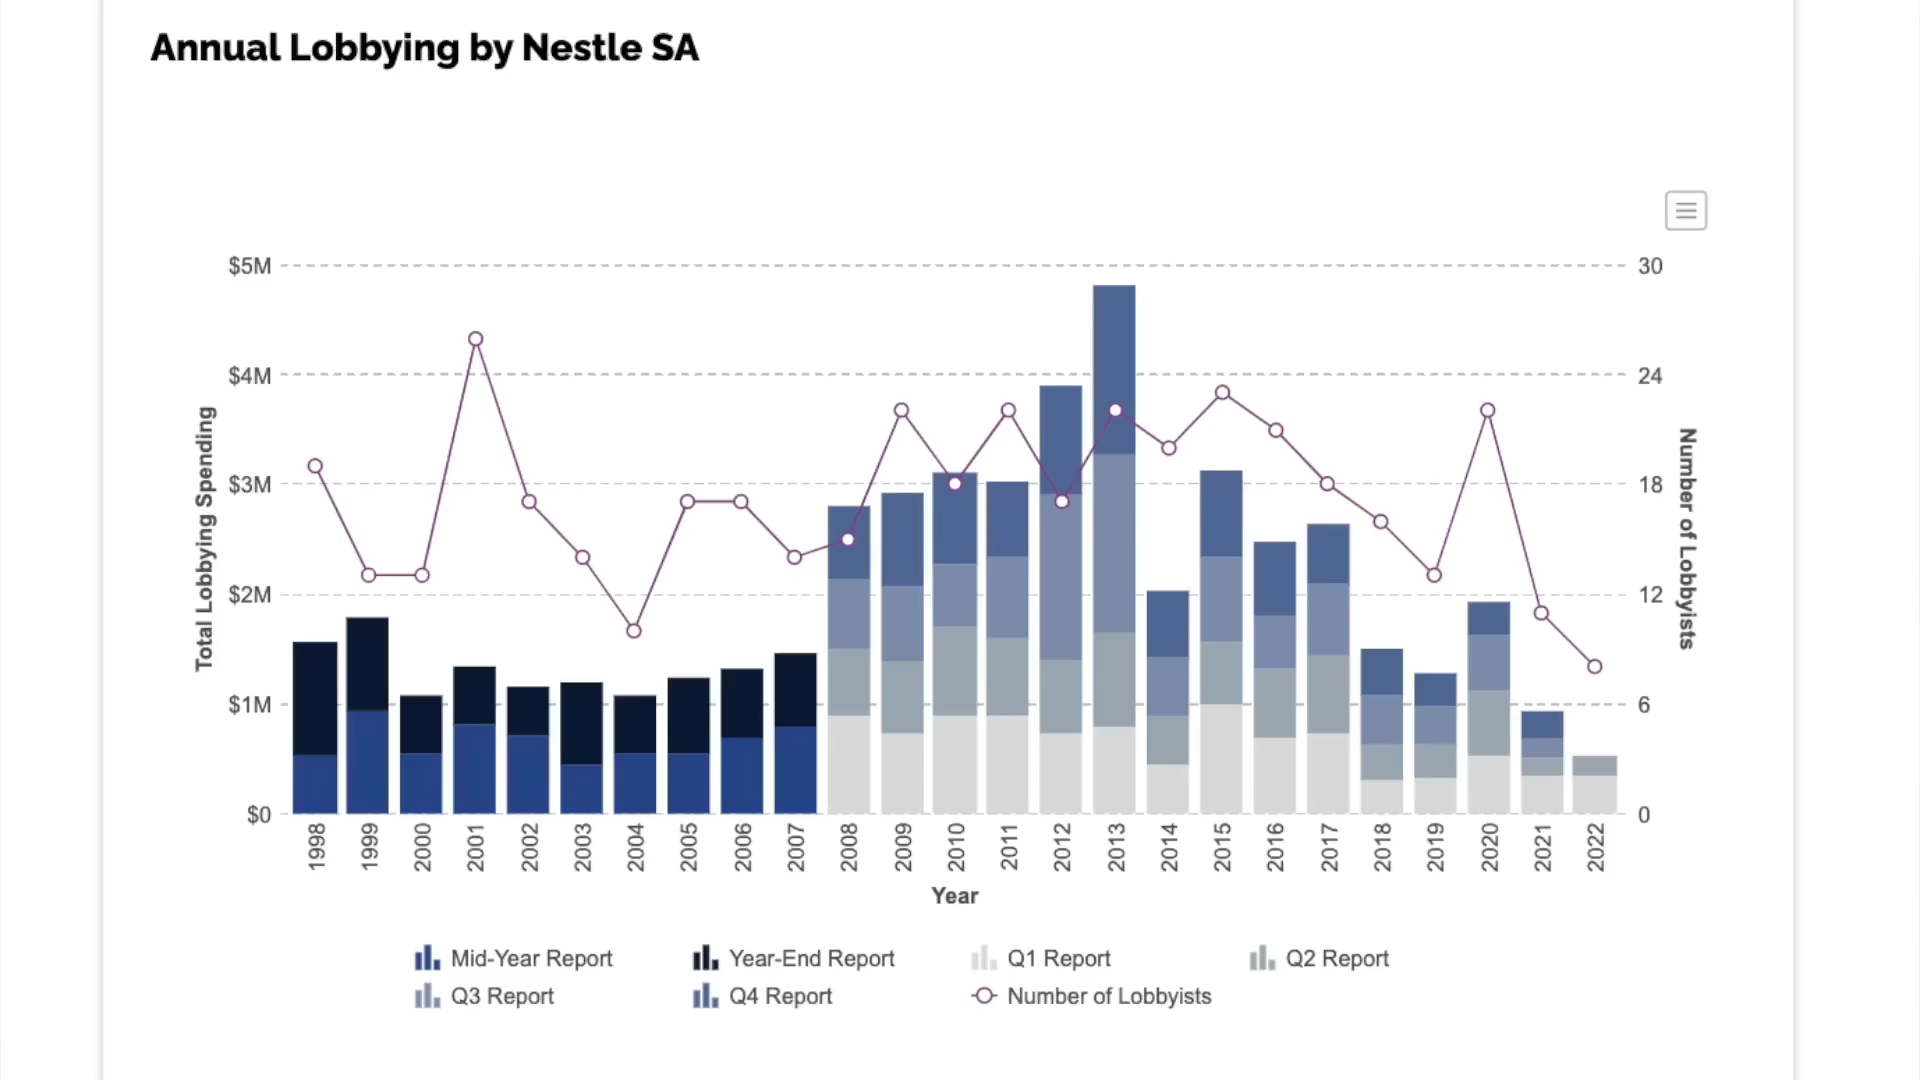 Annual Lobbying by Nestle SA
$5M
$4M
$3M
$2M
$1M
$0
Total Lobbying Spending
30
24
18
12
6
0
Number of Lobbyists
1998 1999 2000 2001 2002 2003 2004 2005 2006 2007 2008 2009 2010 2011 2012 2013 2014 2015 2016 2017 2018 2019 2020 2021 2022
Year
Mid-Year Report Year-End Report Q1 Report Q2 Report
Q3 Report Q4 Report Number of Lobbyists